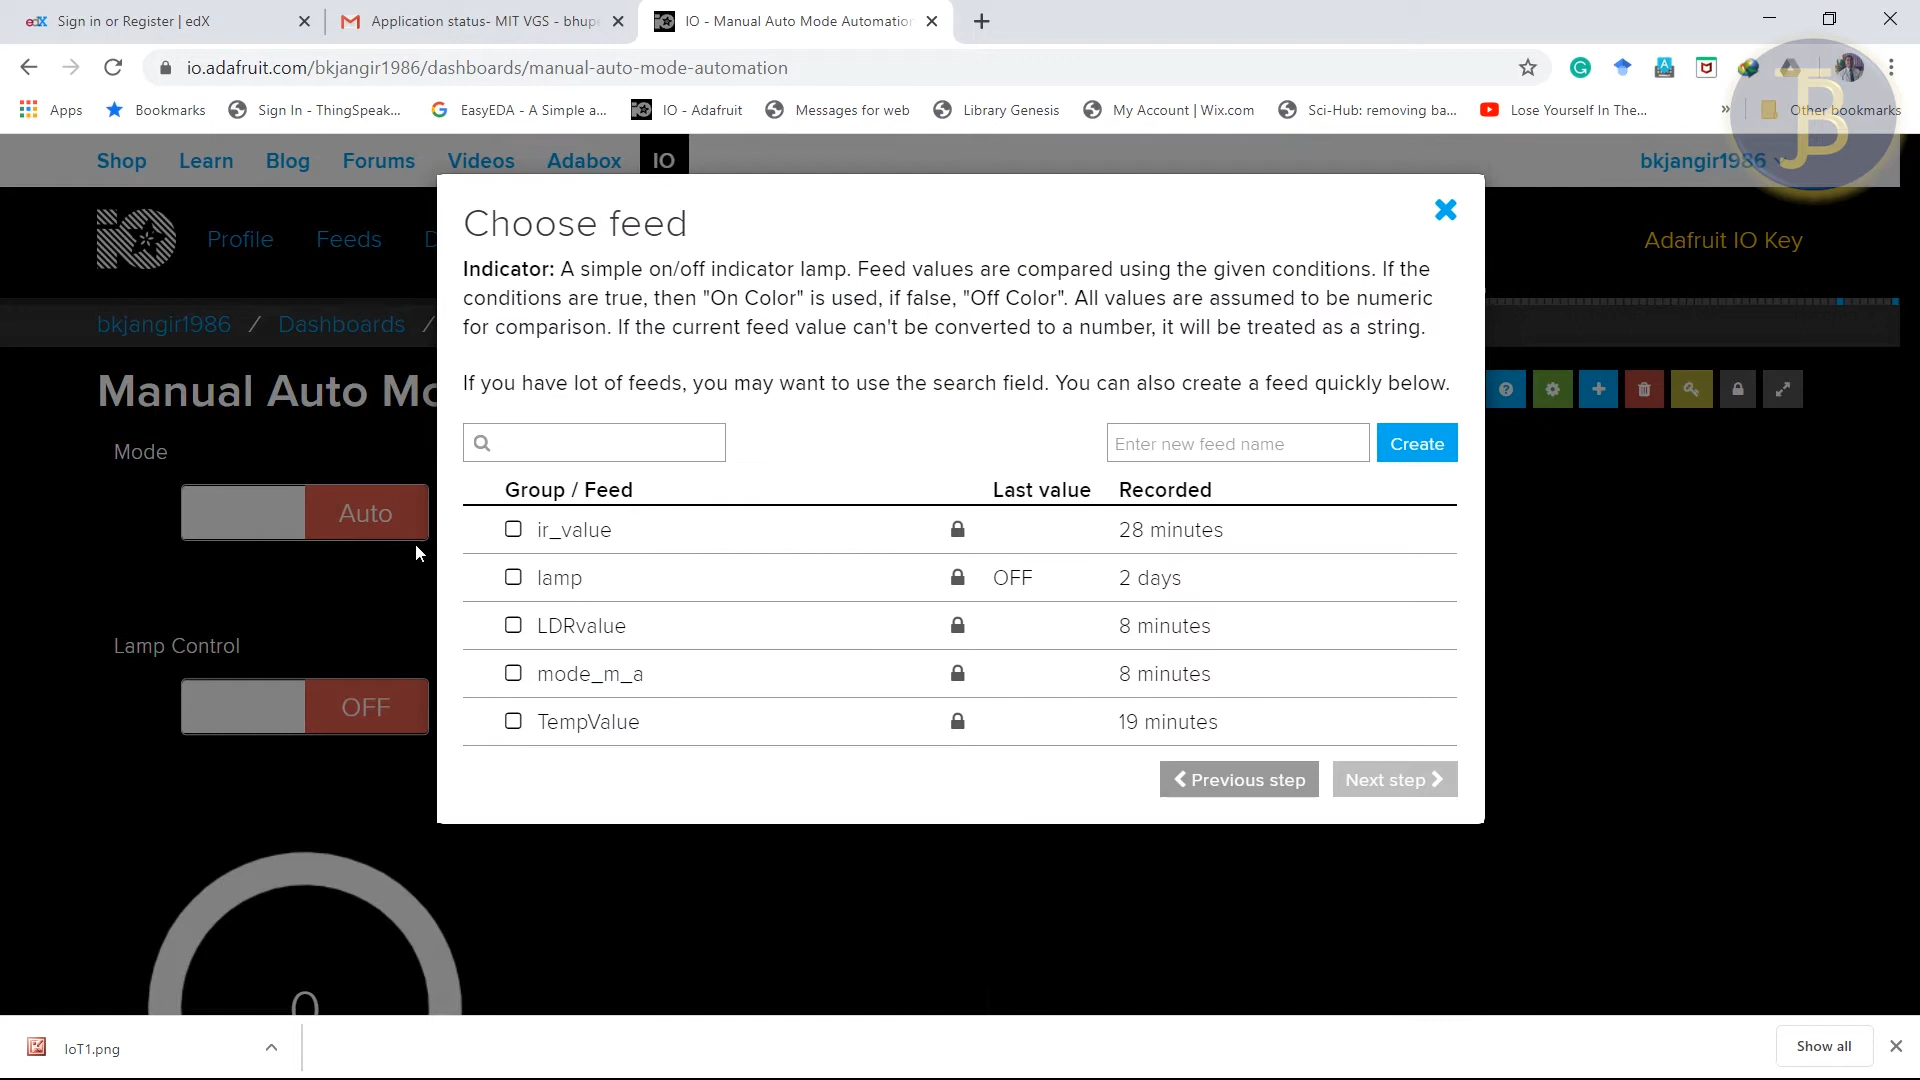 Sign in or Register | edX
Application status- MIT VGS - bhupe
IO - Manual Auto Mode Automation
io.adafruit.com/bkjangir1986/dashboards/manual-auto-mode-automation
Apps Bookmarks Sign In - ThingSpeak... EasyEDA - A Simple a... IO - Adafruit Messages for web Library Genesis My Account | Wix.com Sci-Hub: removing ba... Lose Yourself In The... » Other bookmarks
Shop Learn Blog Forums Videos Adabox IO bkjangir1986
Profile Feeds D Adafruit IO Key
bkjangir1986 / Dashboards /
Manual Auto Mo
Mode
Auto
Lamp Control
OFF
0
Choose feed
Indicator: A simple on/off indicator lamp. Feed values are compared using the given conditions. If the
conditions are true, then "On Color" is used, if false, "Off Color". All values are assumed to be numeric
for comparison. If the current feed value can't be converted to a number, it will be treated as a string.
If you have lot of feeds, you may want to use the search field. You can also create a feed quickly below.
Enter new feed name Create
Group / Feed Last value Recorded
ir_value 28 minutes
lamp OFF 2 days
LDRvalue 8 minutes
mode_m_a 8 minutes
TempValue 19 minutes
Previous step Next step
IoT1.png Show all